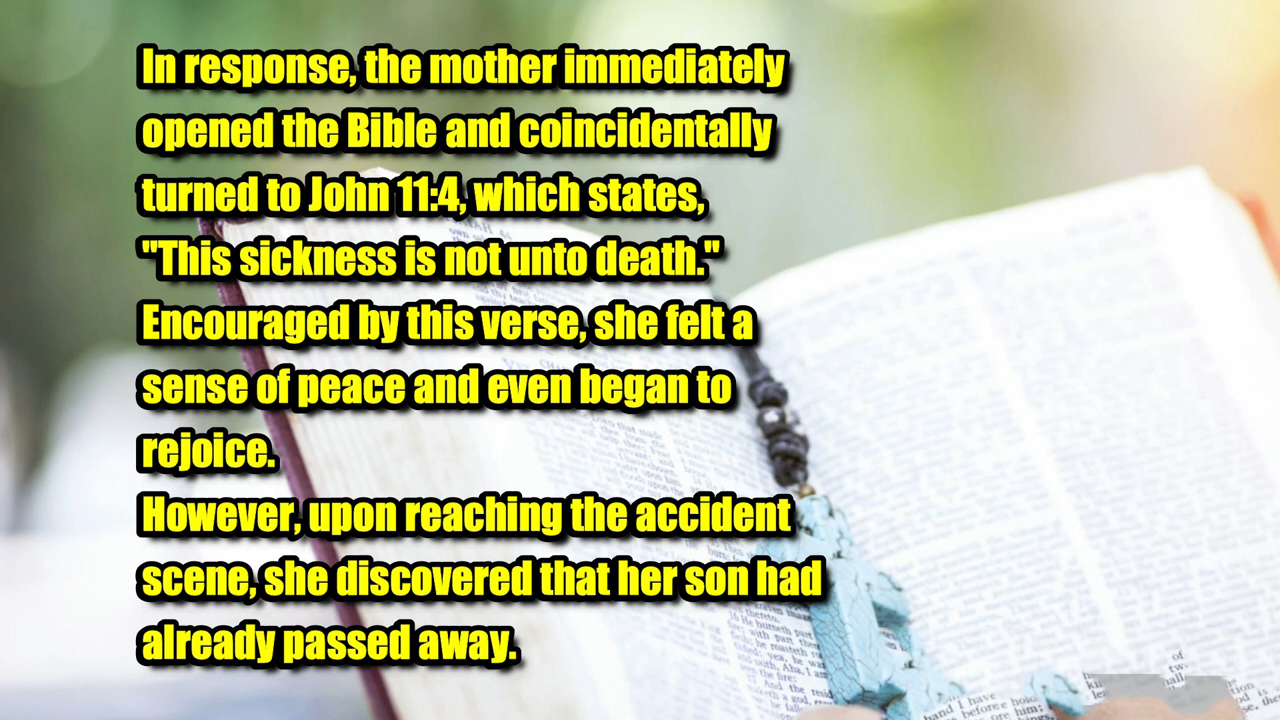 In response, the mother immediately
opened the Bible and coincidentally
turned to John 11:4, which states,
"This sickness is not unto death."
Encouraged by this verse, she felt a
sense of peace and even began to
rejoice.
However, upon reaching the accident
scene, she discovered that her son had
already passed away.